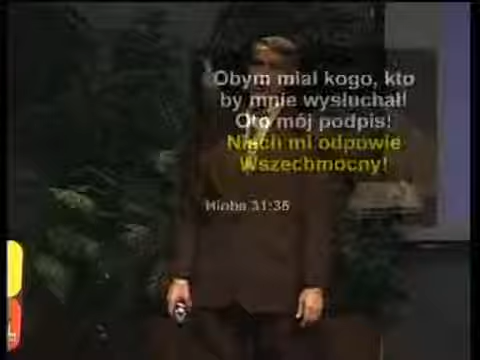 Obym miał kogo, kto
by mnie wysłuchał!
Oto mój podpis!
Niech mi odpowie
Wszechmocny!
Hioba 31:35